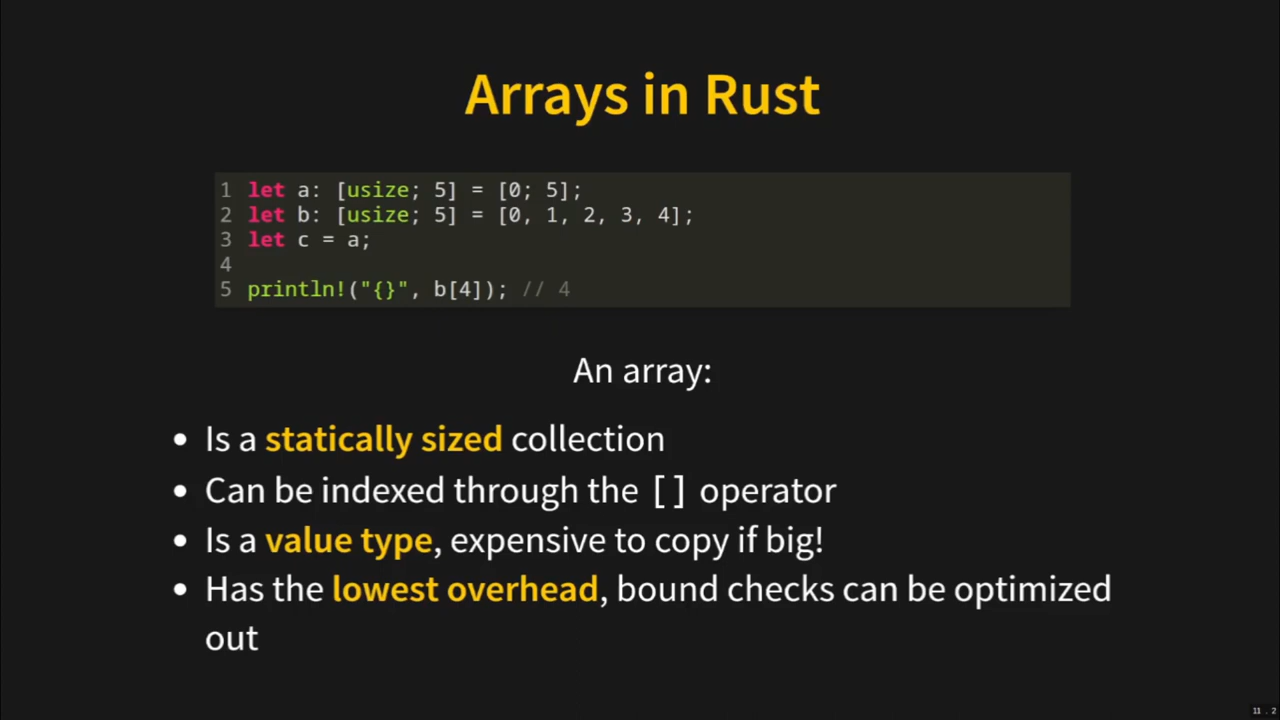 Arrays in Rust
1 let a: [usize; 5] = [0; 5];
2 let b: [usize; 5] = [0, 1, 2, 3, 4];
3 let c = a;
4
5 println!("{}", b[4]); // 4
An array:
• Is a statically sized collection
• Can be indexed through the [] operator
• Is a value type, expensive to copy if big!
• Has the lowest overhead, bound checks can be optimized
out
11.2